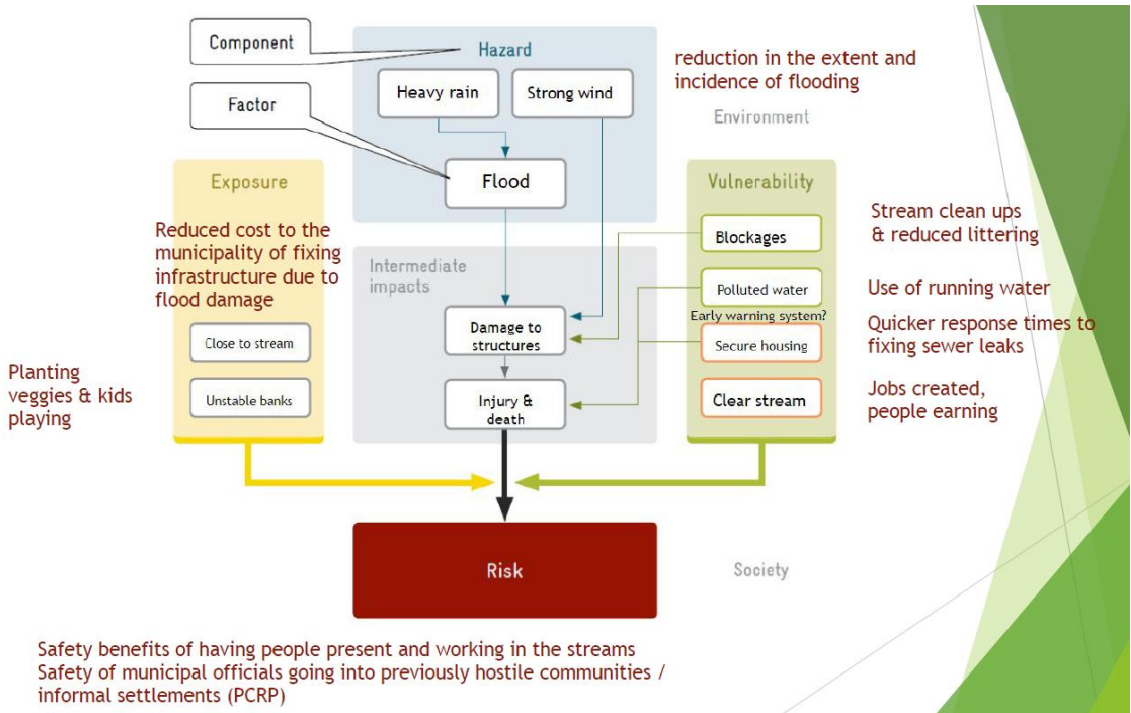 Component
Factor
Hazard
Heavy rain
Strong wind
Flood
reduction in the extent and
incidence of flooding
Environment
Exposure
Reduced cost to the
municipality of fixing
infrastructure due to
flood damage
Close to stream
Unstable banks
Planting
veggies & kids
playing
Intermediate
impacts
Damage to
structures
Injury &
death
Vulnerability
Blockages
Polluted water
Early warning system?
Secure housing
Clear stream
Stream clean ups
& reduced littering
Use of running water
Quicker response times to
fixing sewer leaks
Jobs created,
people earning
Risk
Society
Safety benefits of having people present and working in the streams
Safety of municipal officials going into previously hostile communities /
informal settlements (PCRP)